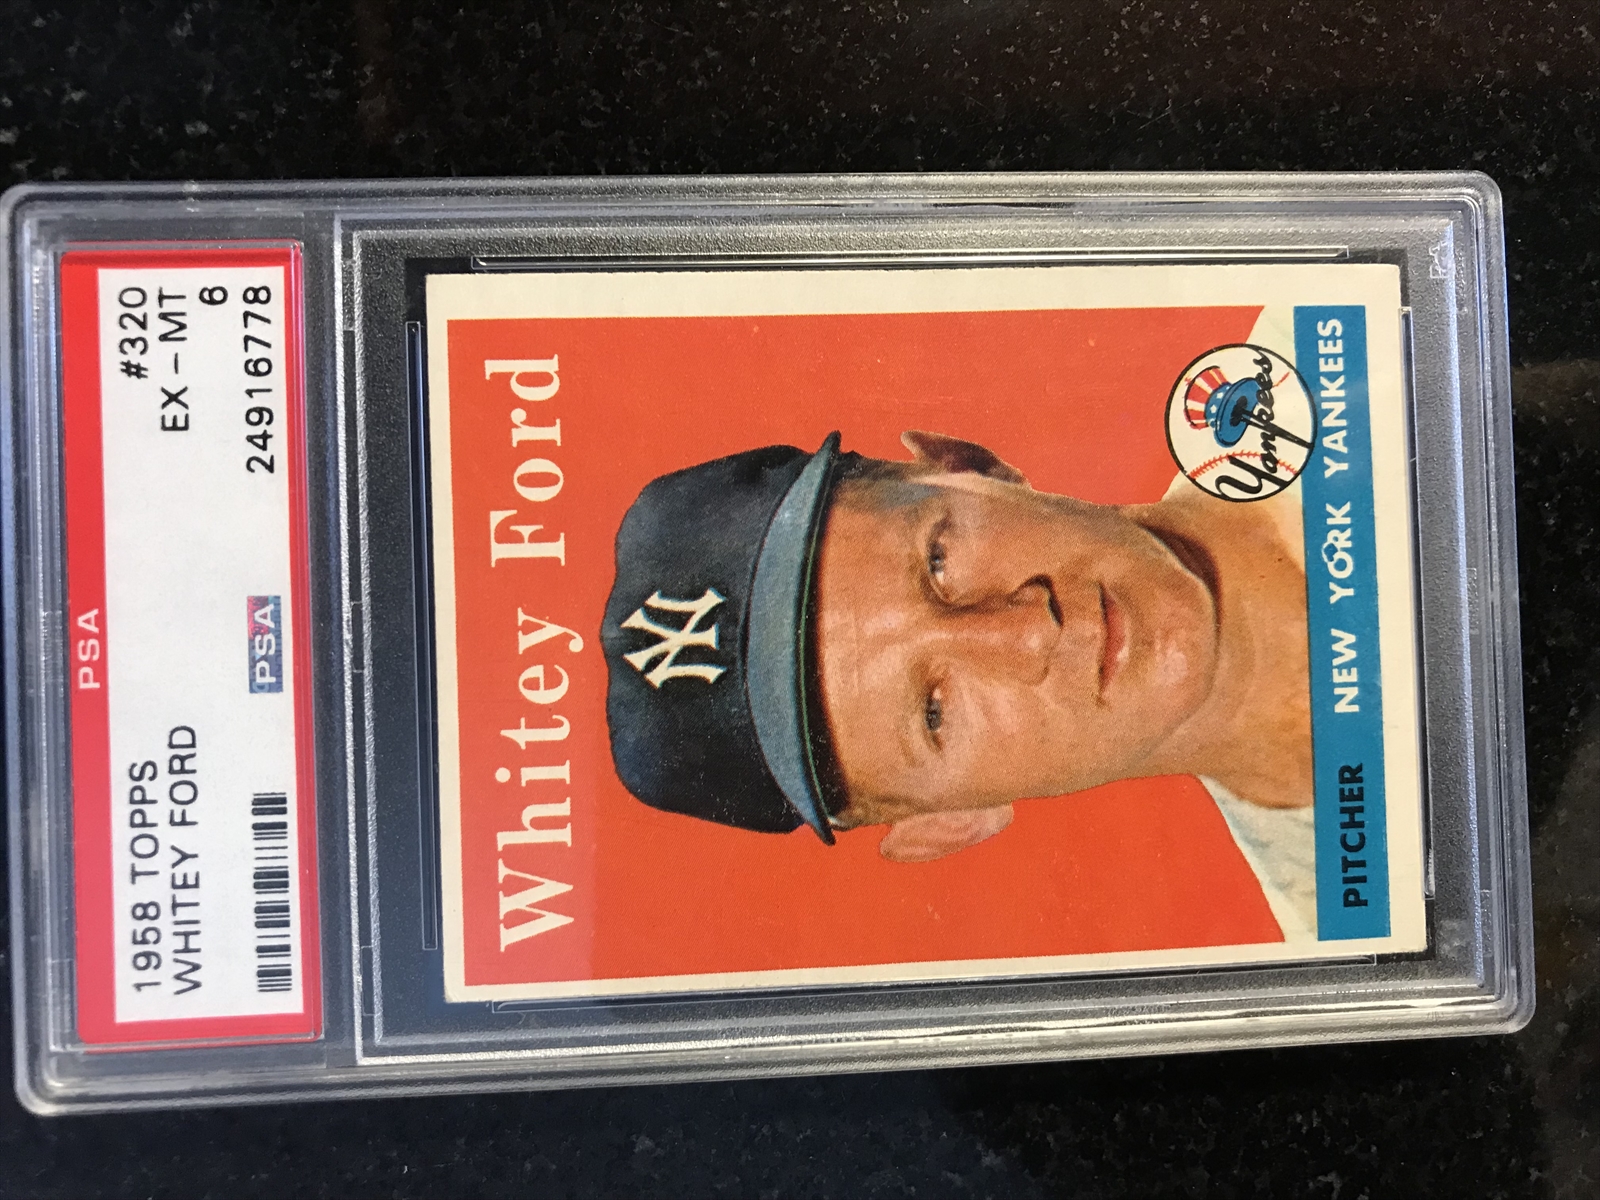 PSA
1958 TOPPS
#320
WHITEY FORD
EX - MT
6
PSA
24916778
Whitey Ford
NY
Yankees
PITCHER
NEW YORK YANKEES